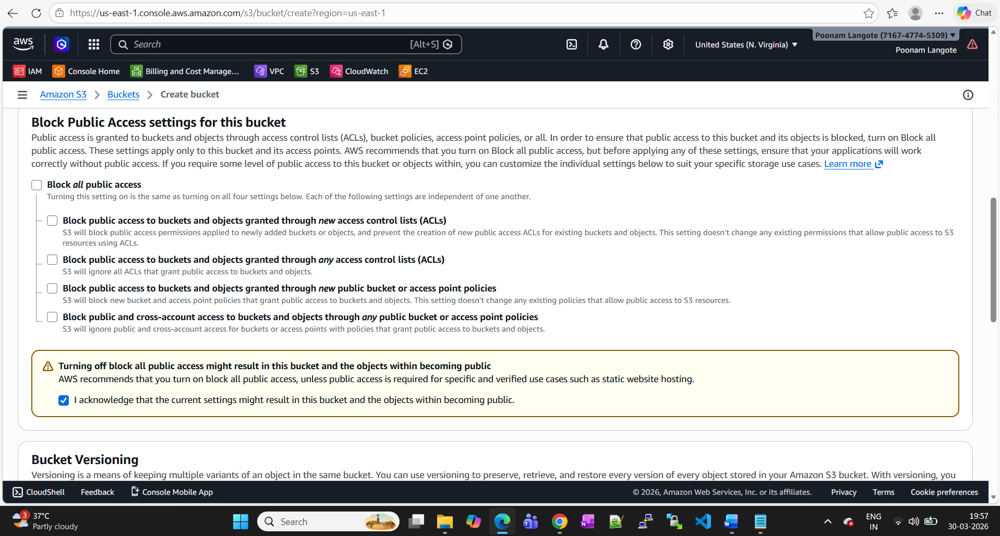 https://us-east-1.console.aws.amazon.com/s3/bucket/create?region=us-east-1
Chat
aws
Search
[Alt+S]
United States (N. Virginia)
Poonam Langote (7167-4774-5309)
Poonam Langote
IAM
Console Home
Billing and Cost Manage...
VPC
S3
CloudWatch
EC2
Amazon S3
Buckets
Create bucket
Block Public Access settings for this bucket
Public access is granted to buckets and objects through access control lists (ACLs), bucket policies, access point policies, or all. In order to ensure that public access to this bucket and its objects is blocked, turn on Block all
public access. These settings apply only to this bucket and its access points. AWS recommends that you turn on Block all public access, but before applying any of these settings, ensure that your applications will work
correctly without public access. If you require some level of public access to this bucket or objects within, you can customize the individual settings below to suit your specific storage use cases. Learn more
Block all public access
Turning this setting on is the same as turning on all four settings below. Each of the following settings are independent of one another.
Block public access to buckets and objects granted through new access control lists (ACLs)
S3 will block public access permissions applied to newly added buckets or objects, and prevent the creation of new public access ACLs for existing buckets and objects. This setting doesn't change any existing permissions that allow public access to S3
resources using ACLs.
Block public access to buckets and objects granted through any access control lists (ACLs)
S3 will ignore all ACLs that grant public access to buckets and objects.
Block public access to buckets and objects granted through new public bucket or access point policies
S3 will block new bucket and access point policies that grant public access to buckets and objects. This setting doesn't change any existing policies that allow public access to S3 resources.
Block public and cross-account access to buckets and objects through any public bucket or access point policies
S3 will ignore public and cross-account access for buckets or access points with policies that grant public access to buckets and objects.
Turning off block all public access might result in this bucket and the objects within becoming public
AWS recommends that you turn on block all public access, unless public access is required for specific and verified use cases such as static website hosting.
I acknowledge that the current settings might result in this bucket and the objects within becoming public.
Bucket Versioning
Versioning is a means of keeping multiple variants of an object in the same bucket. You can use versioning to preserve, retrieve, and restore every version of every object stored in your Amazon S3 bucket. With versioning, you
CloudShell
Feedback
Console Mobile App
© 2026, Amazon Web Services, Inc. or its affiliates.
Privacy
Terms
Cookie preferences
3
37°C
Partly cloudy
Search
ENG
IN
19:57
30-03-2026